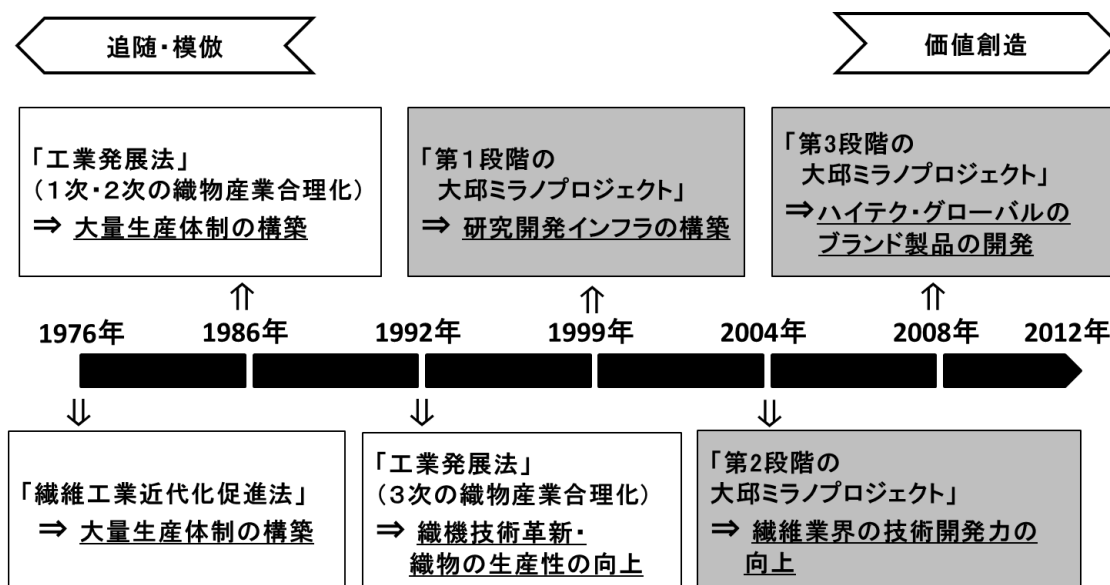 追随・模倣
価値創造
「工業発展法」
（１次・２次の織物産業合理化）
⇒ 大量生産体制の構築
「第１段階の
大邱ミラノプロジェクト」
⇒ 研究開発インフラの構築
「第3段階の
大邱ミラノプロジェクト」
⇒ハイテク・グローバルの
ブランド製品の開発
⇑ ⇑ ⇑
1976年 1986年 1992年 1999年 2004年 2008年 2012年
⇓ ⇓ ⇓
「繊維工業近代化促進法」
⇒ 大量生産体制の構築
「工業発展法」
（３次の織物産業合理化）
⇒ 織機技術革新・
織物の生産性の向上
「第2段階の
大邱ミラノプロジェクト」
⇒ 繊維業界の技術開発力の
向上